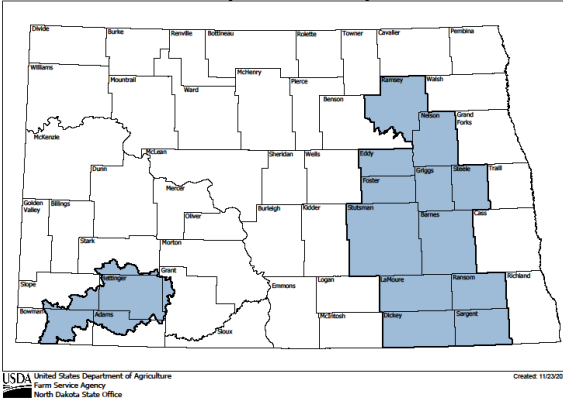 Divide
Burke
Renville
Bottineau
Rolette
Towner
Cavalier
Pembina
Williams
Mountrail
Ward
McHenry
Pierce
Benson
Ramsey
Walsh
Nelson
Grand
Forks
McKenzie
McLean
Sheridan
Wells
Eddy
Foster
Griggs
Steele
Traill
Dunn
Mercer
Oliver
Burleigh
Kidder
Stutsman
Barnes
Cass
Golden
Valley
Billings
Stark
Morton
Slope
Hettinger
Grant
Emmons
Logan
LaMoure
Ransom
Richland
Bowman
Adams
Sioux
McIntosh
Dickey
Sargent
USDA United States Department of Agriculture
Farm Service Agency
North Dakota State Office
Created: 11/23/20